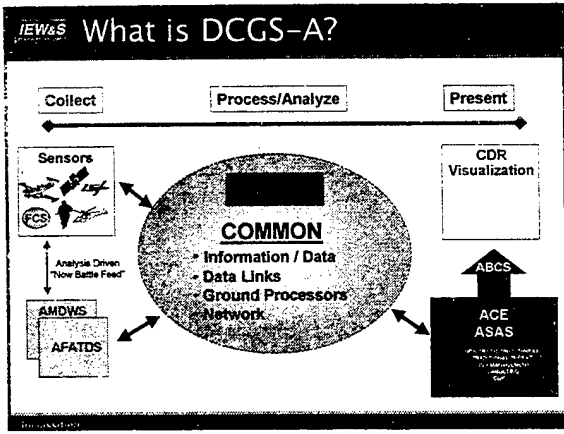 IEW&S What is DCGS-A?
Collect
Process/Analyze
Present
Sensors
FCS
Analysis Driven
"Now Battle Feed"
AMDWS
AFATDS
COMMON
• Information / Data
• Data Links
• Ground Processors
• Network
CDR
Visualization
ABCS
ACE
ASAS